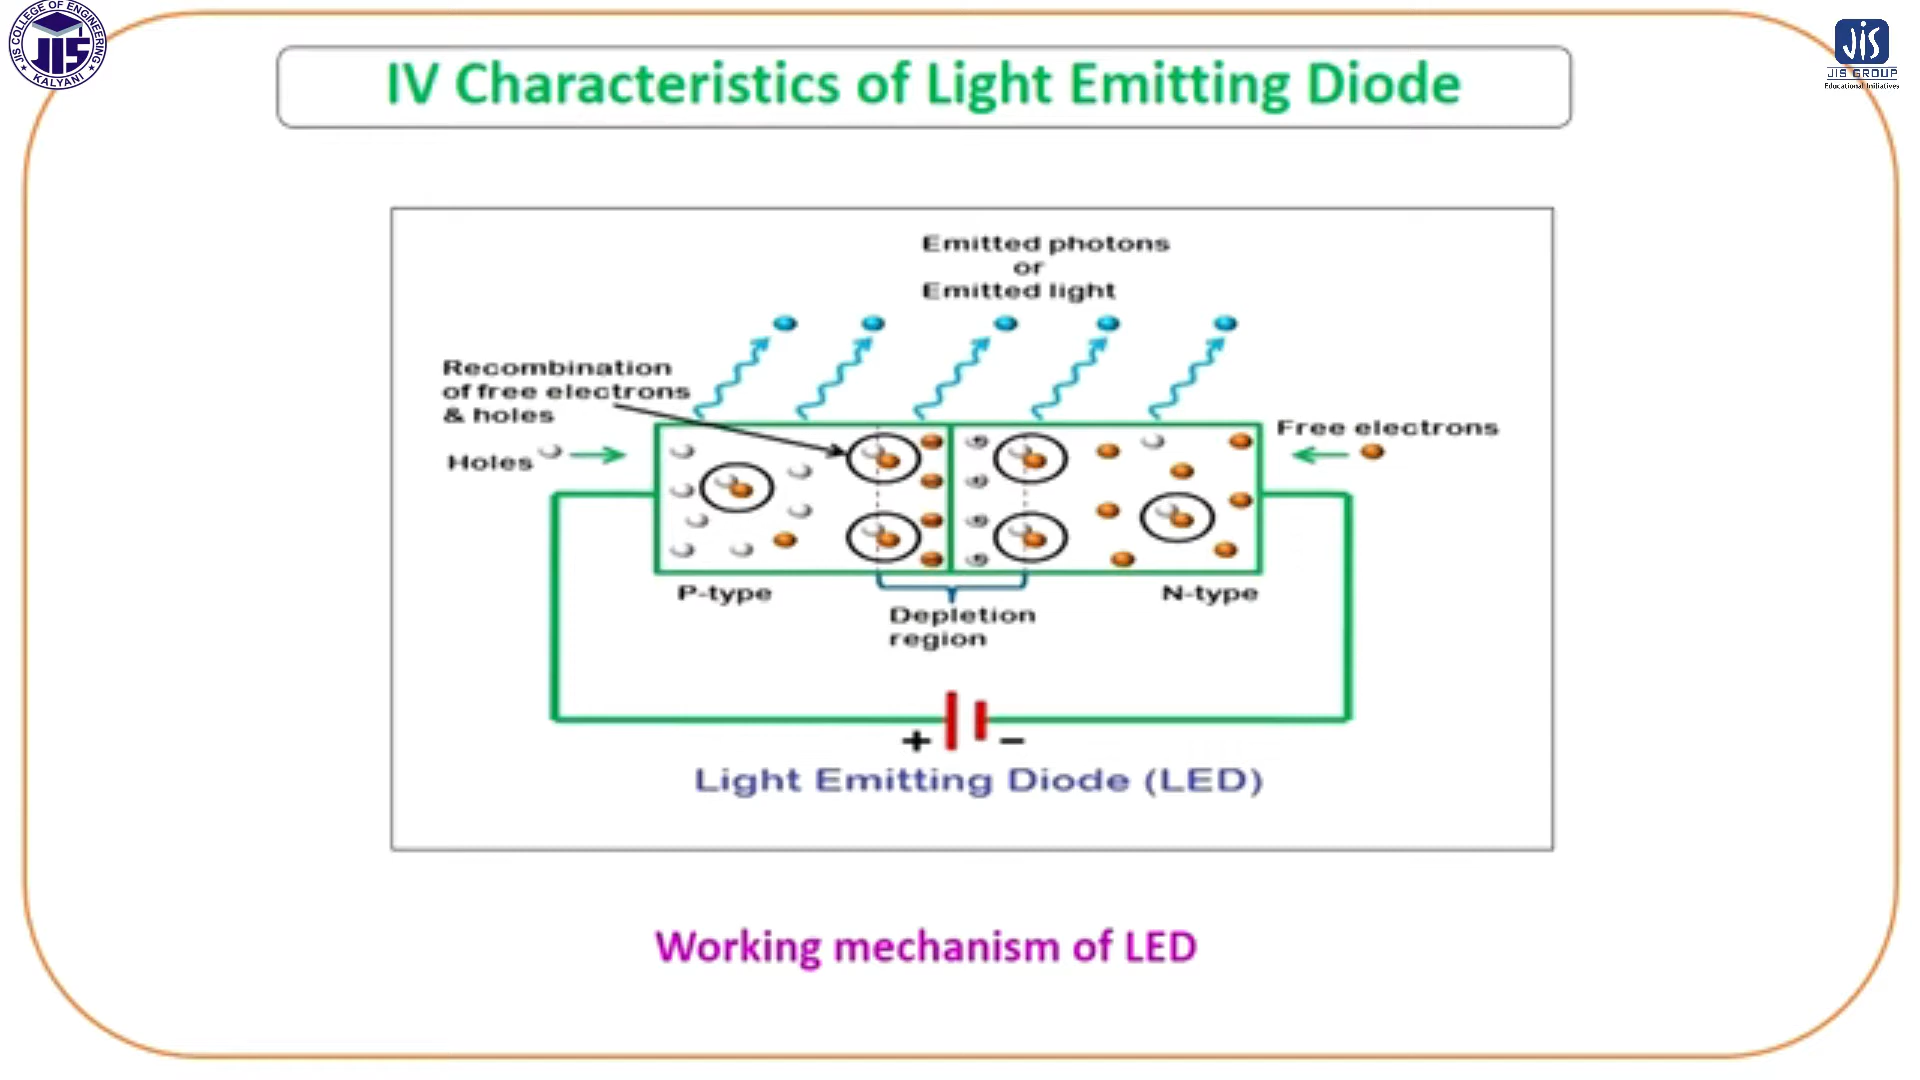 JIS COLLEGE OF ENGINEERING
JIS
KALYANI
JIS
JIS GROUP
Educational Initiatives
IV Characteristics of Light Emitting Diode
Emitted photons
or
Emitted light
Recombination
of free electrons
& holes
Holes
Free electrons
P-type
N-type
Depletion
region
+ −
Light Emitting Diode (LED)
Working mechanism of LED